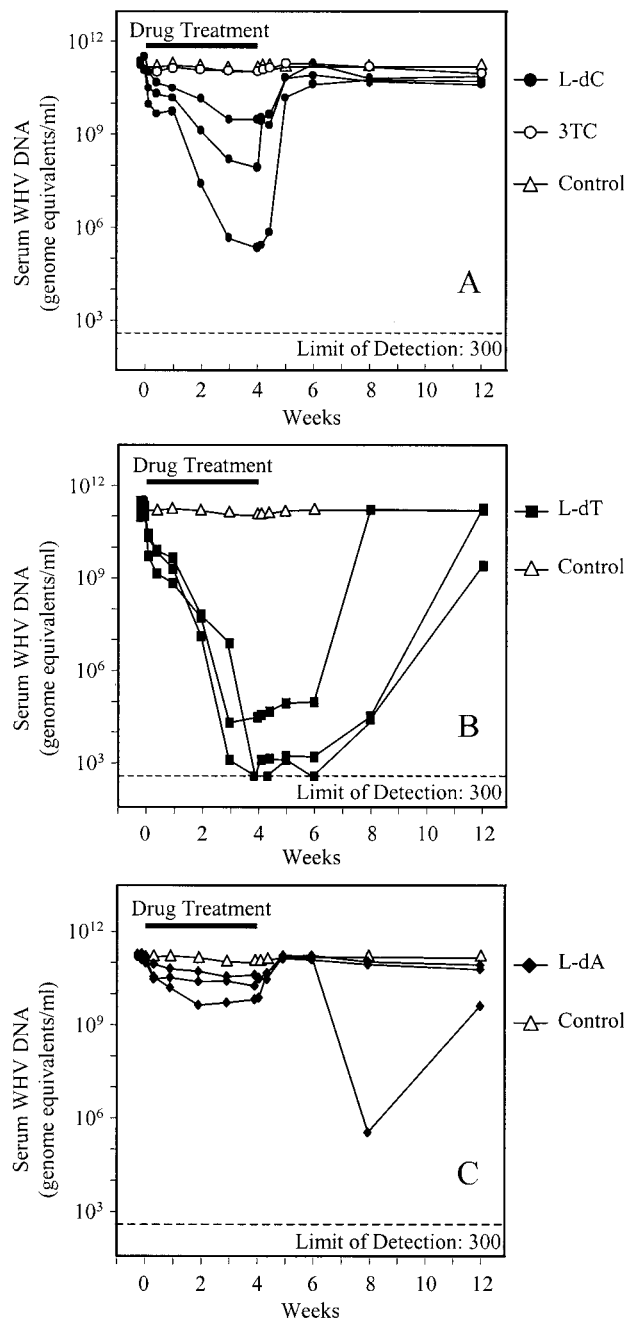 Drug Treatment
10¹²
10⁹
10⁶
10³
Serum WHV DNA
(genome equivalents/ml)
L-dC
3TC
Control
A
Limit of Detection: 300
0 2 4 6 8 10 12
Weeks
Drug Treatment
10¹²
10⁹
10⁶
10³
Serum WHV DNA
(genome equivalents/ml)
L-dT
Control
B
Limit of Detection: 300
0 2 4 6 8 10 12
Weeks
Drug Treatment
10¹²
10⁹
10⁶
10³
Serum WHV DNA
(genome equivalents/ml)
L-dA
Control
C
Limit of Detection: 300
0 2 4 6 8 10 12
Weeks